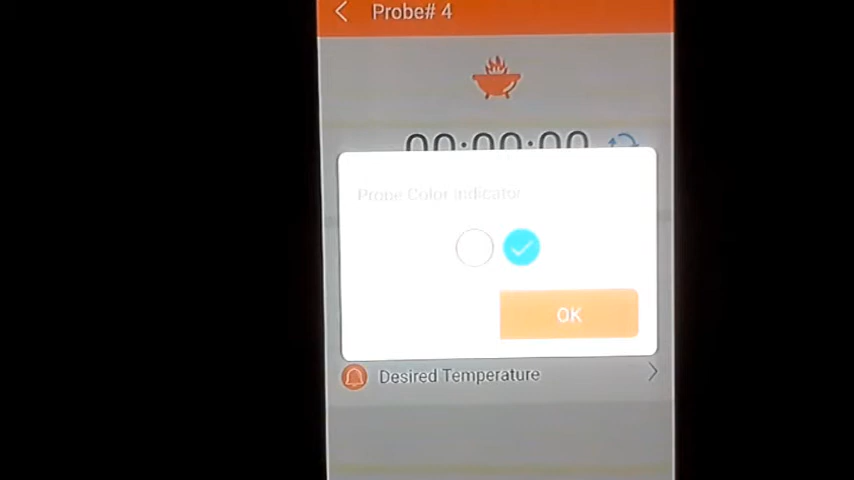 Probe# 4
00:00:00
Probe Color Indicator
OK
Desired Temperature